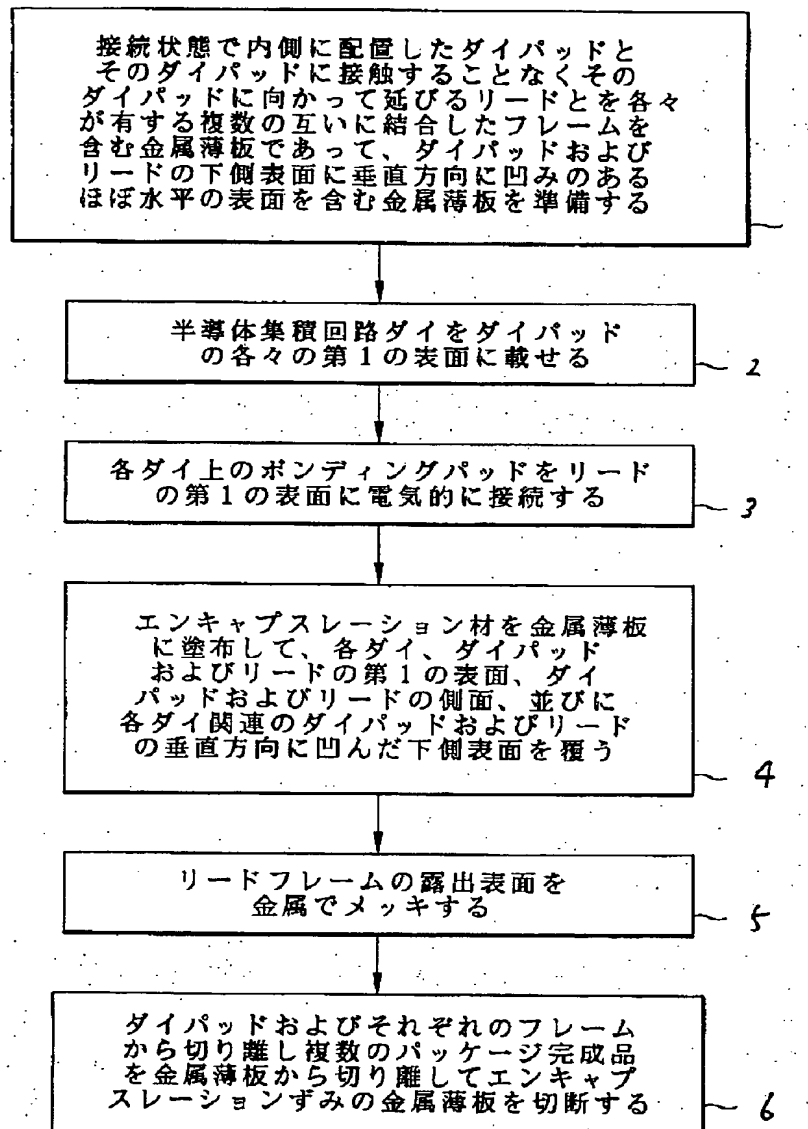 接続状態で内側に配置したダイパッドと
そのダイパッドに接触することなくその
ダイパッドに向かって延びるリードとを各々
が有する複数の互いに結合したフレームを
含む金属薄板であって、ダイパッドおよび
リードの下側表面に垂直方向に凹みのある
ほぼ水平の表面を含む金属薄板を準備する
半導体集積回路ダイをダイパッド
の各々の第1の表面に載せる
2
各ダイ上のボンディングパッドをリード
の第1の表面に電気的に接続する
3
エンキャプスレーション材を金属薄板
に塗布して、各ダイ、ダイパッド
およびリードの第1の表面、ダイ
パッドおよびリードの側面、並びに
各ダイ関連のダイパッドおよびリード
の垂直方向に凹んだ下側表面を覆う
4
リードフレームの露出表面を
金属でメッキする
5
ダイパッドおよびそれぞれのフレーム
から切り離し複数のパッケージ完成品
を金属薄板から切り離してエンキャプ
スレーションずみの金属薄板を切断する
6